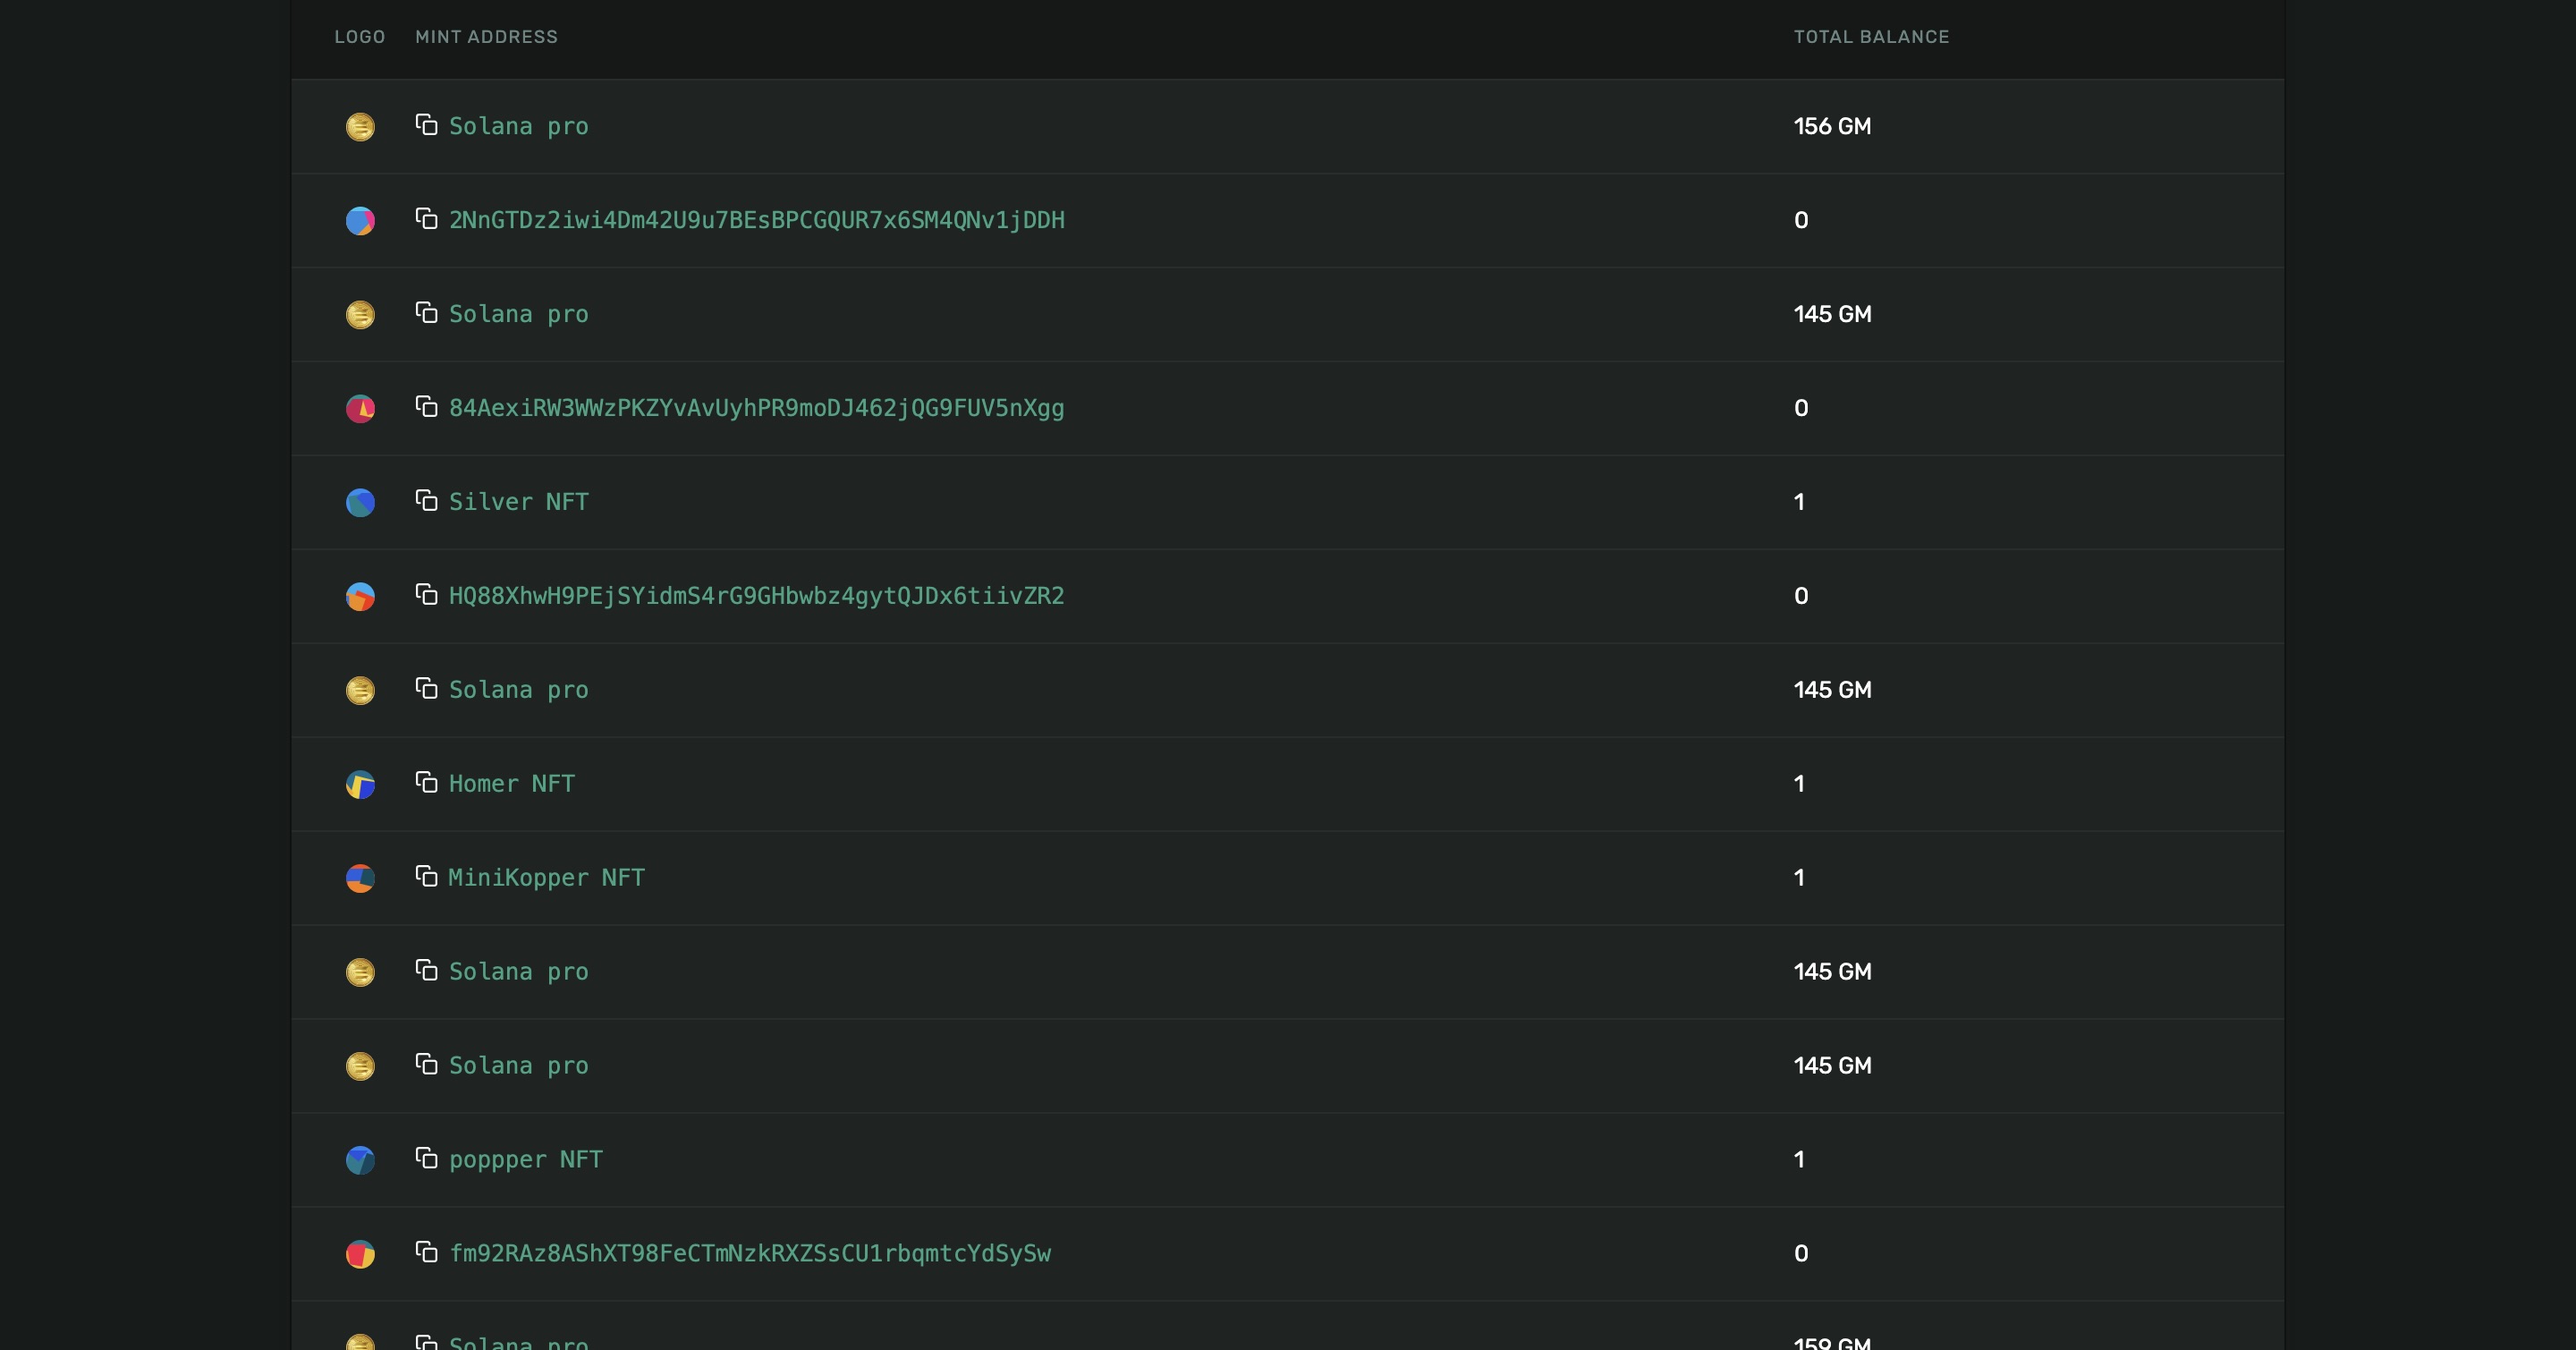 LOGO MINT ADDRESS TOTAL BALANCE
Solana pro 156 GM
2NnGTDz2iwi4Dm42U9u7BEsBPCGQUR7x6SM4QNv1jDDH 0
Solana pro 145 GM
84AexiRW3WWzPKZYvAvUyhPR9moDJ462jQG9FUV5nXgg 0
Silver NFT 1
HQ88XhwH9PEjSYidmS4rG9GHbwbz4gytQJDx6tiivZR2 0
Solana pro 145 GM
Homer NFT 1
MiniKopper NFT 1
Solana pro 145 GM
Solana pro 145 GM
poppper NFT 1
fm92RAz8AShXT98FeCTmNzkRXZSsCU1rbqmtcYdSySw 0
Solana pro 159 GM